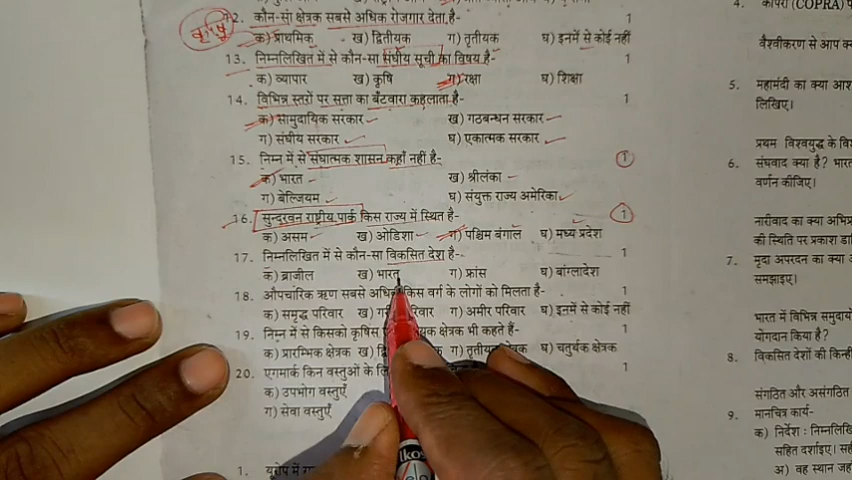 12. कौन-सा क्षेत्रक सबसे अधिक रोजगार देता है- 1
कृषि
क) प्राथमिक ख) द्वितीयक ग) तृतीयक घ) इनमें से कोई नहीं
13. निम्नलिखित में से कौन-सा संघीय सूची का विषय है- 1
क) व्यापार ख) कृषि ग) रक्षा घ) शिक्षा
14. विभिन्न स्तरों पर सत्ता का बँटवारा कहलाता है- 1
क) सामुदायिक सरकार ख) गठबन्धन सरकार
ग) संघीय सरकार घ) एकात्मक सरकार
15. निम्न में से संघात्मक शासन कहाँ नहीं है- 1
क) भारत ख) श्रीलंका
ग) बेल्जियम घ) संयुक्त राज्य अमेरिका
16. सुन्दरवन राष्ट्रीय पार्क किस राज्य में स्थित है- 1
क) असम ख) ओडिशा ग) पश्चिम बंगाल घ) मध्य प्रदेश
17. निम्नलिखित में से कौन-सा विकसित देश है- 1
क) ब्राजील ख) भारत ग) फ्रांस घ) बांग्लादेश
18. औपचारिक ऋण सबसे अधिक किस वर्ग के लोगों को मिलता है- 1
क) समृद्ध परिवार ख) परिवार ग) अमीर परिवार घ) इनमें से कोई नहीं
19. निम्न में से किसको कृषि क्षेत्रक भी कहते हैं- 1
क) प्रारम्भिक क्षेत्रक ख) ग) तृतीयक क्षेत्रक घ) चतुर्थक क्षेत्रक
20. एगमार्क किन वस्तुओं के 1
क) उपभोग वस्तुएँ
ग) सेवा वस्तुएँ
1. यूरोप में
4. कोपरा (COPRA)
वैश्वीकरण से आप
5. महामंदी का क्या
लिखिए।
प्रथम विश्वयुद्ध के
6. संघवाद क्या है? भारत
वर्णन कीजिए।
नारीवाद का क्या
की स्थिति पर प्रकाश
7. मृदा अपरदन का क्या
समझाइए।
भारत में विभिन्न
योगदान किया है?
8. विकसित देशों की
संगठित और असंगठित
9. मानचित्र कार्य-
क) निर्देश :
सहित दर्शाइए।
अ) वह स्थान